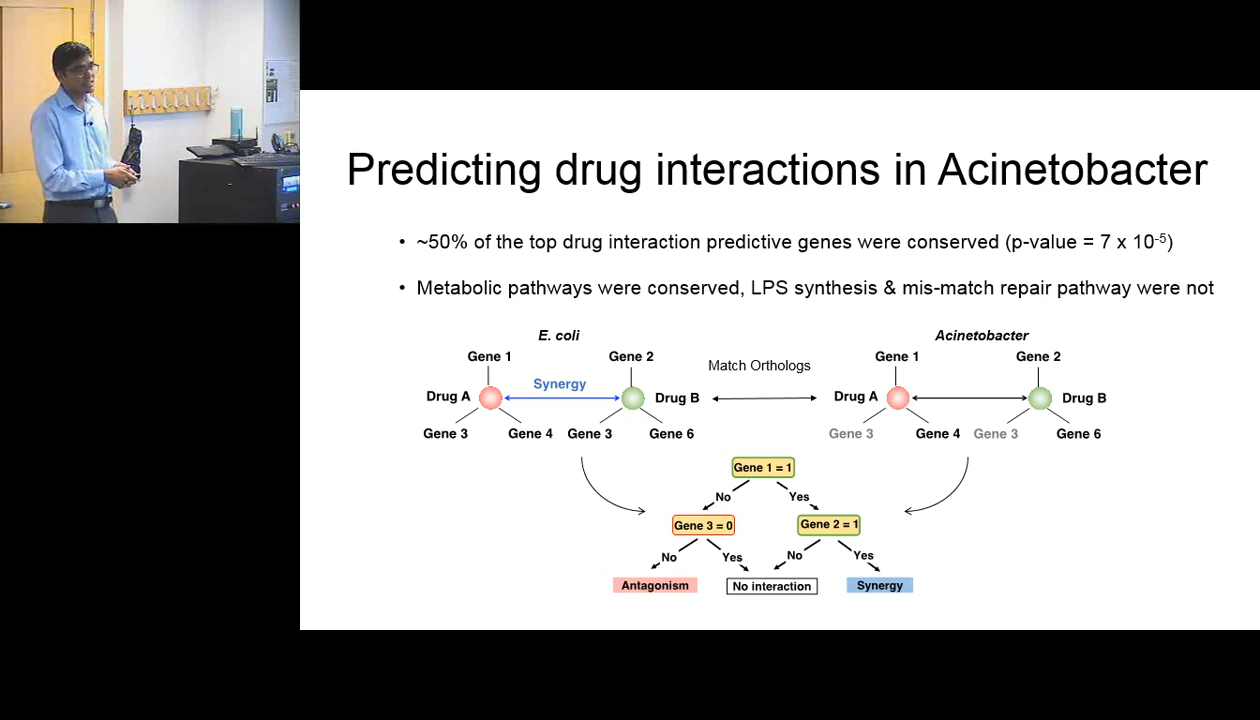 Predicting drug interactions in Acinetobacter
• ~50% of the top drug interaction predictive genes were conserved (p-value = 7 x 10⁻⁵)
• Metabolic pathways were conserved, LPS synthesis & mis-match repair pathway were not
E. coli
Gene 1
Gene 2
Drug A
Synergy
Drug B
Gene 3
Gene 4
Gene 3
Gene 6
Match Orthologs
Acinetobacter
Gene 1
Gene 2
Drug A
Drug B
Gene 3
Gene 4
Gene 3
Gene 6
Gene 1 = 1
No
Yes
Gene 3 = 0
Gene 2 = 1
No
Yes
No
Yes
Antagonism
No interaction
Synergy